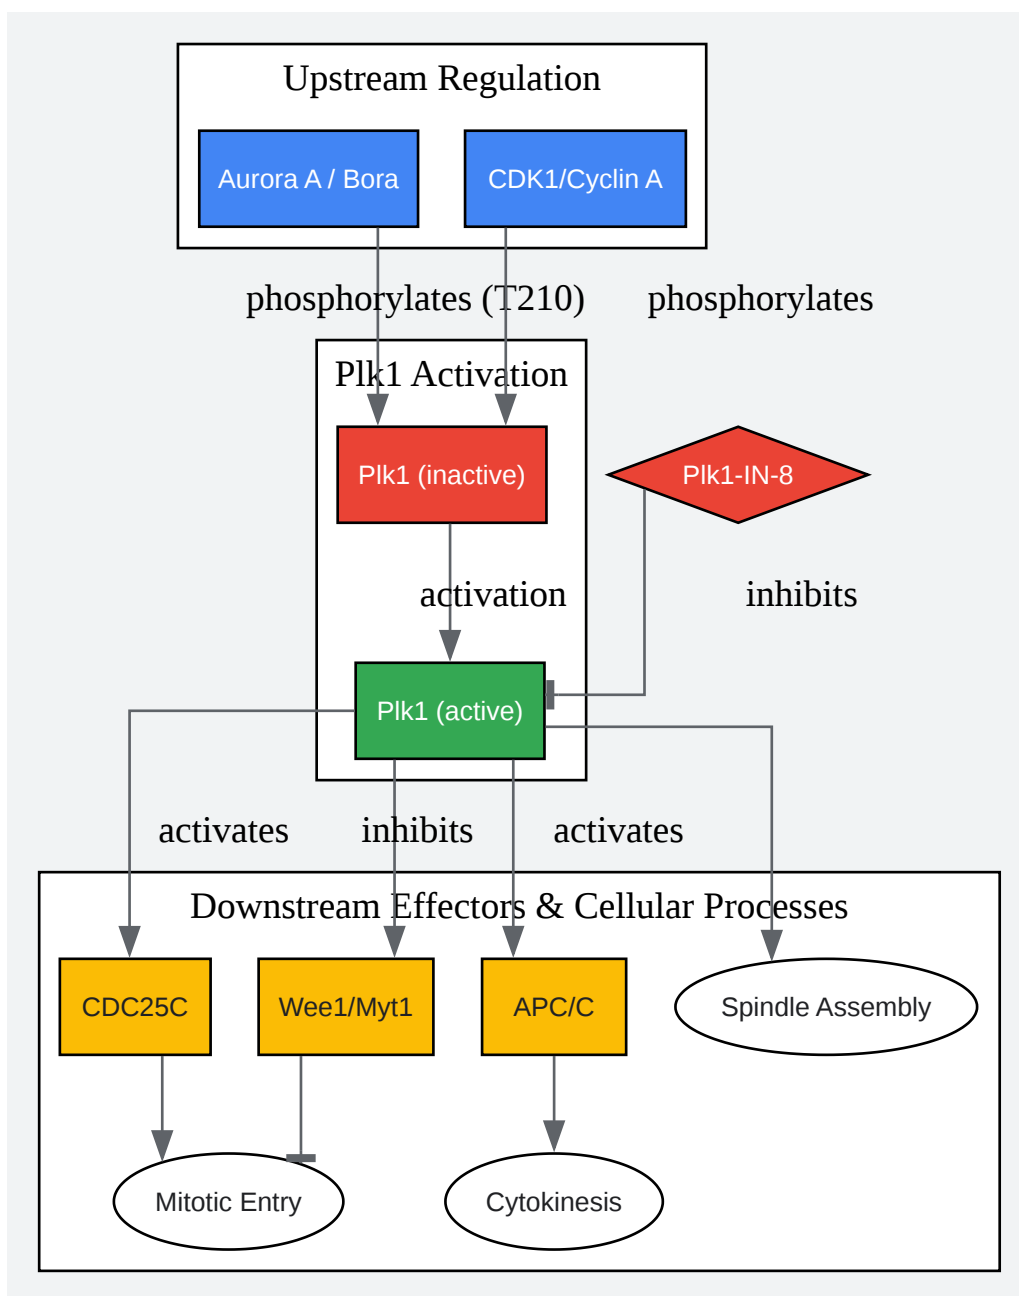 Upstream Regulation
Aurora A / Bora
CDK1/Cyclin A
phosphorylates (T210)
phosphorylates
Plk1 Activation
Plk1 (inactive)
Plk1-IN-8
activation
inhibits
Plk1 (active)
activates
inhibits
activates
Downstream Effectors & Cellular Processes
CDC25C
Wee1/Myt1
APC/C
Spindle Assembly
Mitotic Entry
Cytokinesis